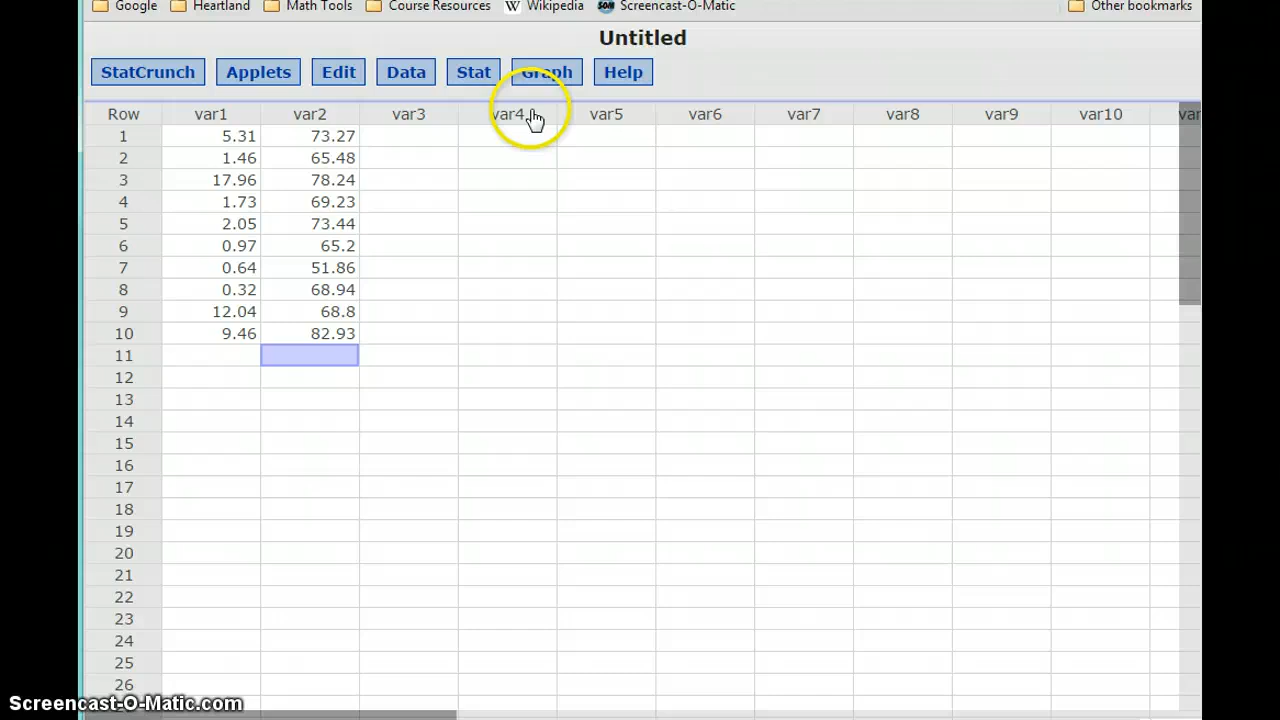 Google Heartland Math Tools Course Resources W Wikipedia SOM Screencast-O-Matic Other bookmarks
Untitled
StatCrunch Applets Edit Data Stat Graph Help
Row var1 var2 var3 var4 var5 var6 var7 var8 var9 var10 var
1 5.31 73.27
2 1.46 65.48
3 17.96 78.24
4 1.73 69.23
5 2.05 73.44
6 0.97 65.2
7 0.64 51.86
8 0.32 68.94
9 12.04 68.8
10 9.46 82.93
11
12
13
14
15
16
17
18
19
20
21
22
23
24
25
26
Screencast-O-Matic.com